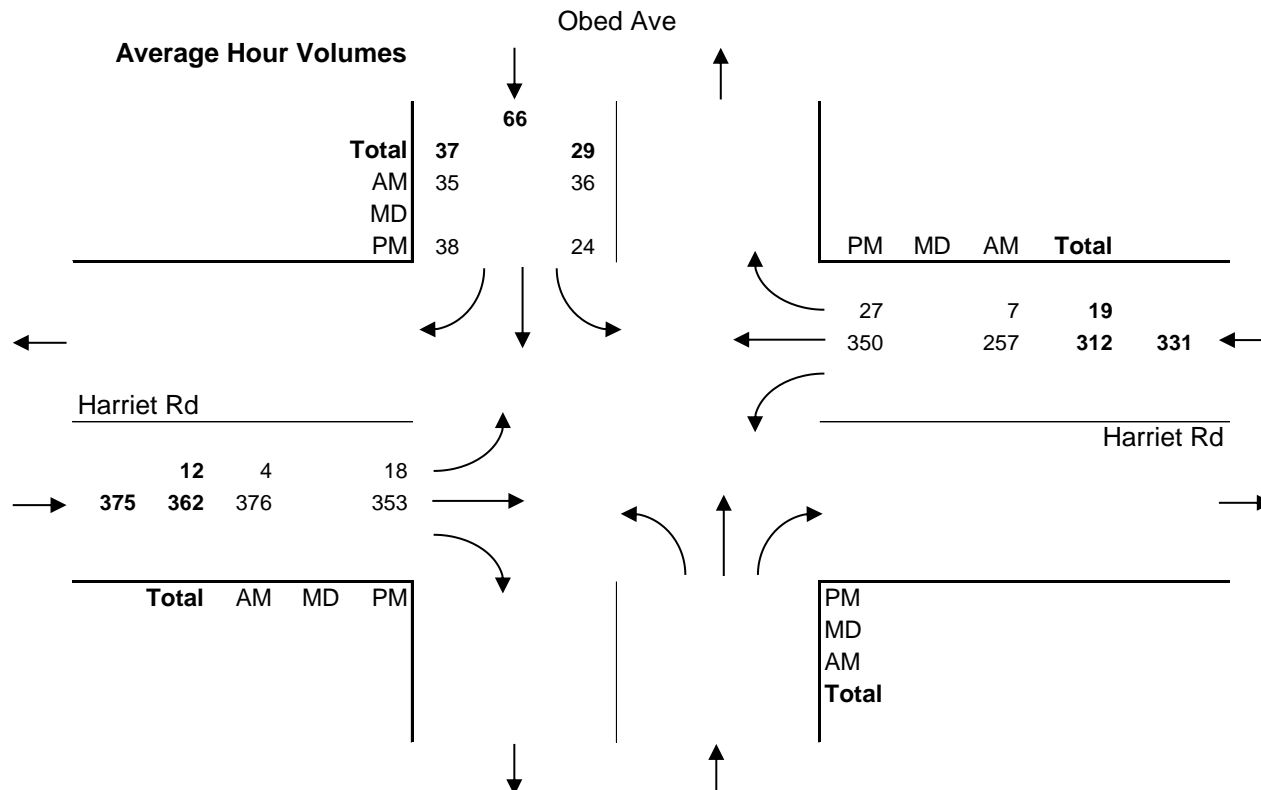 Obed Ave
Average Hour Volumes
66
Total 37 29
AM 35 36
MD
PM 38 24
PM MD AM Total
27 7 19
350 257 312 331
Harriet Rd
Harriet Rd
12 4 18
375 362 376 353
Total AM MD PM
PM
MD
AM
Total